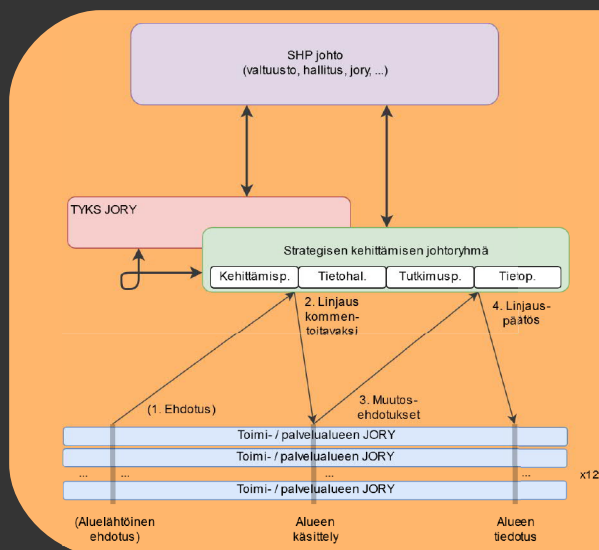 SHP johto
(valtuusto, hallitus, jory, ...)
TYKS JORY
Strategisen kehittämisen johtoryhmä
Kehittämisp.
Tietohal.
Tutkimusp.
Tietop.
2. Linjaus
kommen-
toitavaksi
4. Linjaus-
päätös
(1. Ehdotus)
3. Muutos-
ehdotukset
Toimi- / palvelualueen JORY
Toimi- / palvelualueen JORY
... ... ... ...
x12
Toimi- / palvelualueen JORY
(Aluelähtöinen
ehdotus)
Alueen
käsittely
Alueen
tiedotus